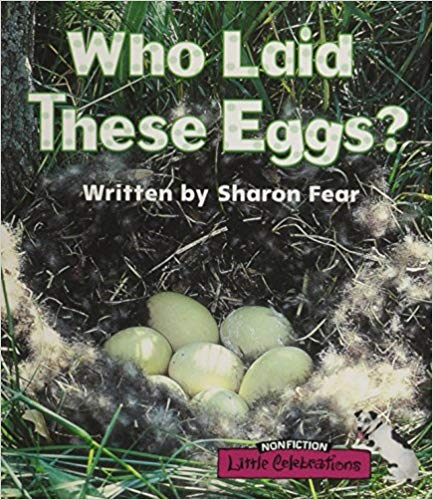 Who Laid
These Eggs?
Written by Sharon Fear
NONFICTION
Little Celebrations